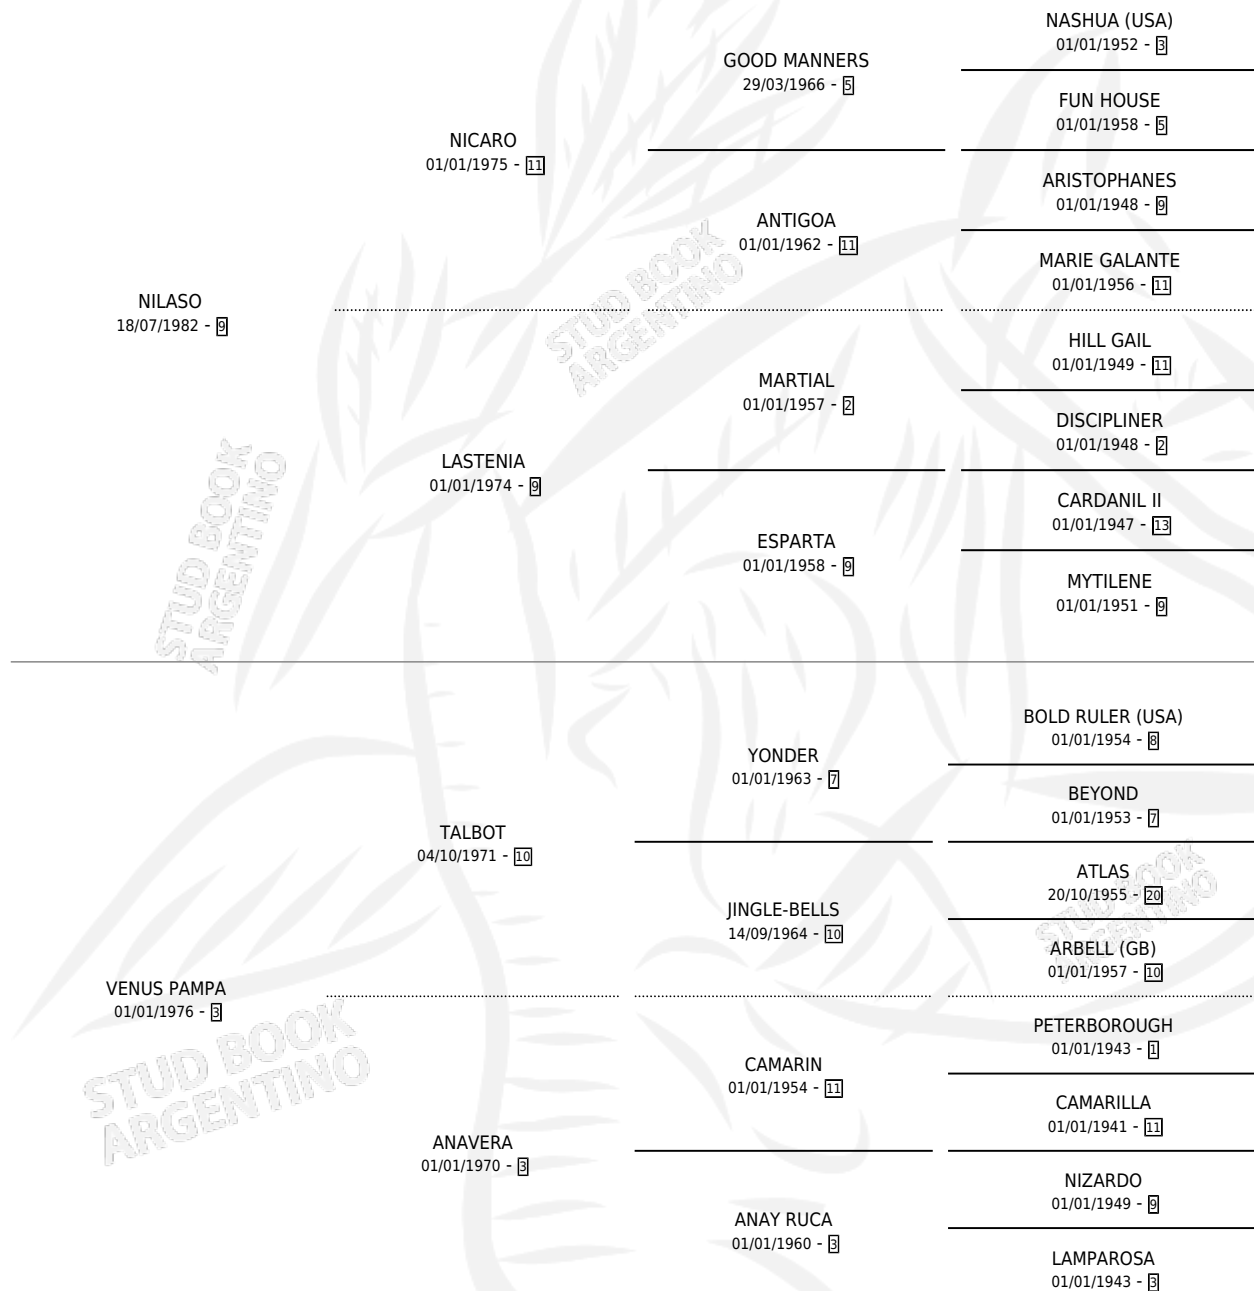 NILASO
18/07/1982 - 9
NICARO
01/01/1975 - 11
GOOD MANNERS
29/03/1966 - 5
NASHUA (USA)
01/01/1952 - 3
FUN HOUSE
01/01/1958 - 5
ANTIGOA
01/01/1962 - 11
ARISTOPHANES
01/01/1948 - 9
MARIE GALANTE
01/01/1956 - 11
LASTENIA
01/01/1974 - 9
MARTIAL
01/01/1957 - 2
HILL GAIL
01/01/1949 - 11
DISCIPLINER
01/01/1948 - 2
ESPARTA
01/01/1958 - 9
CARDANIL II
01/01/1947 - 13
MYTILENE
01/01/1951 - 9
VENUS PAMPA
01/01/1976 - 3
TALBOT
04/10/1971 - 10
YONDER
01/01/1963 - 7
BOLD RULER (USA)
01/01/1954 - 8
BEYOND
01/01/1953 - 7
JINGLE-BELLS
14/09/1964 - 10
ATLAS
20/10/1955 - 20
ARBELL (GB)
01/01/1957 - 10
ANAVERA
01/01/1970 - 3
CAMARIN
01/01/1954 - 11
PETERBOROUGH
01/01/1943 - 1
CAMARILLA
01/01/1941 - 11
ANAY RUCA
01/01/1960 - 3
NIZARDO
01/01/1949 - 9
LAMPAROSA
01/01/1943 - 3
STUD BOOK
ARGENTINO
STUD BOOK
ARGENTINO
STUD BOOK
ARGENTINO
STUD BOOK
ARGENTINO